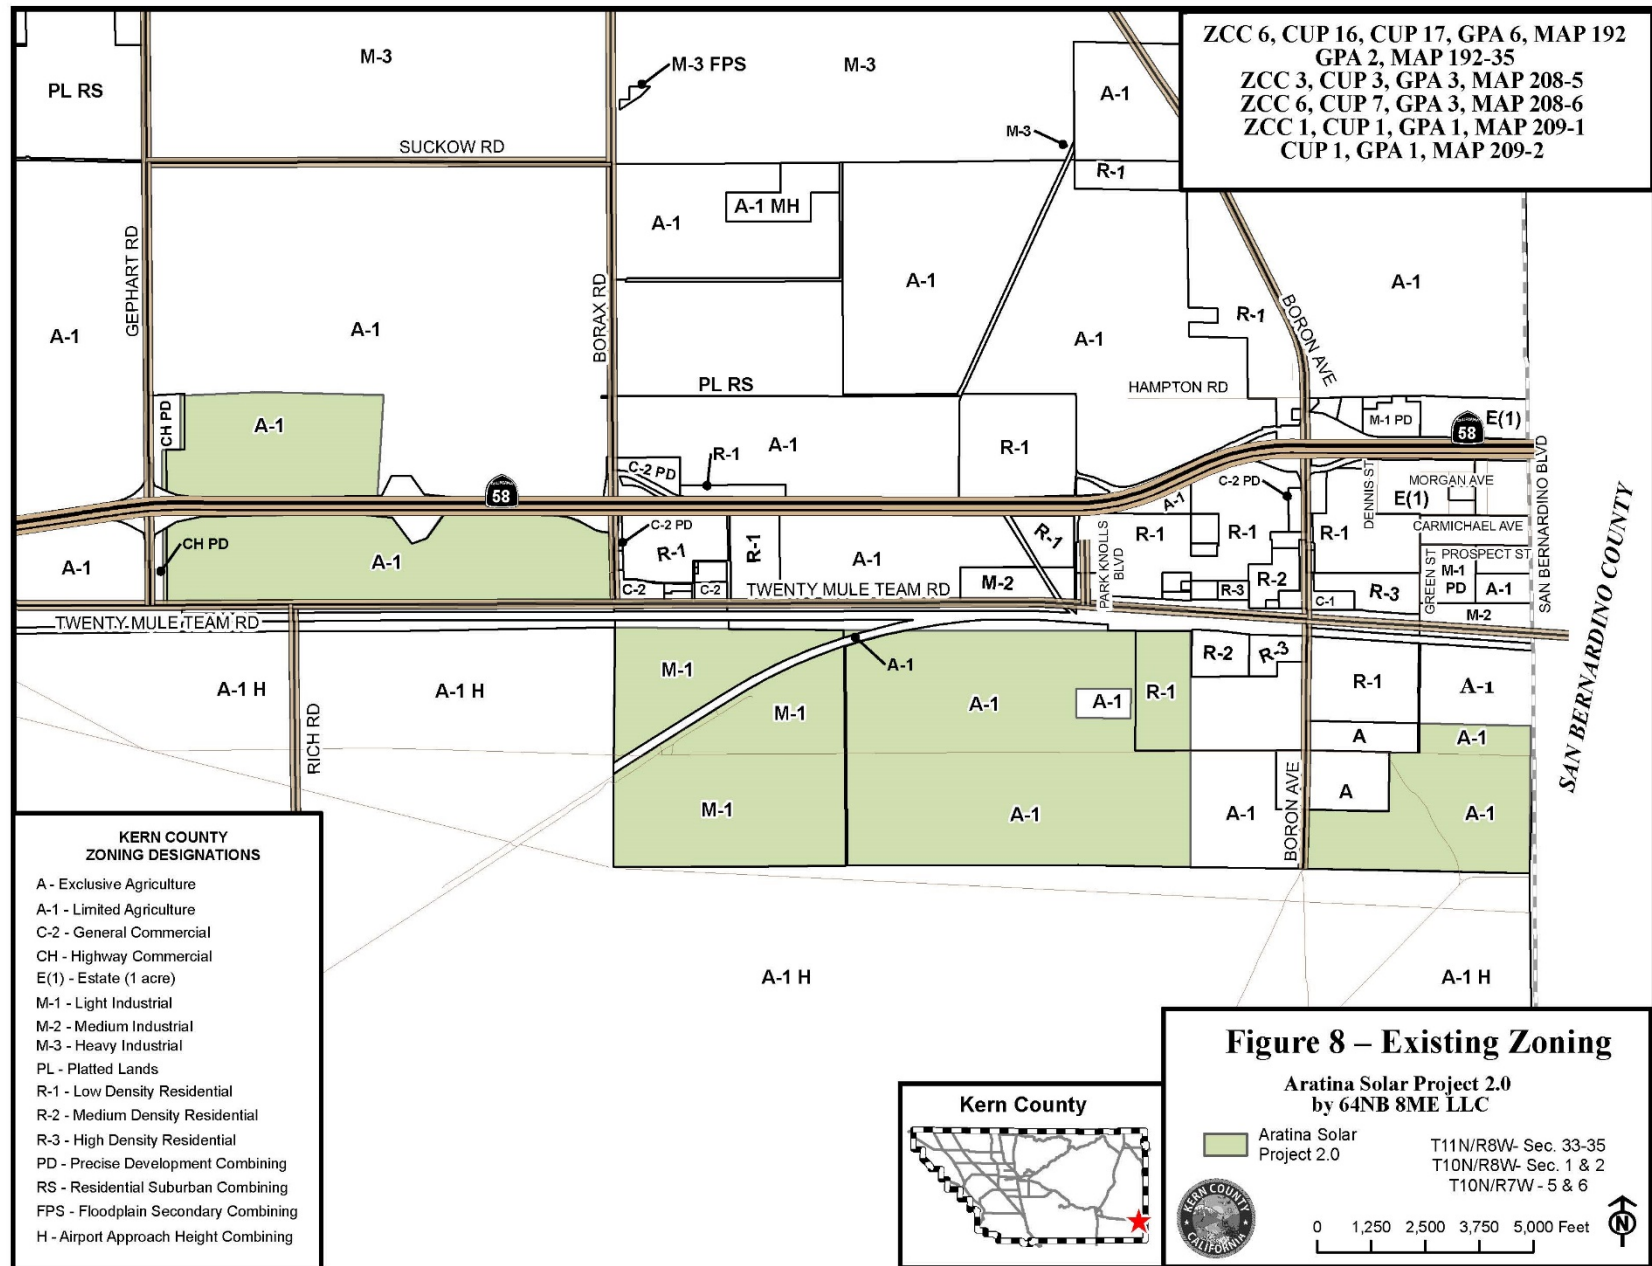 ZCC 6, CUP 16, CUP 17, GPA 6, MAP 192
GPA 2, MAP 192-35
ZCC 3, CUP 3, GPA 3, MAP 208-5
ZCC 6, CUP 7, GPA 3, MAP 208-6
ZCC 1, CUP 1, GPA 1, MAP 209-1
CUP 1, GPA 1, MAP 209-2
PL RS
M-3
M-3 FPS
M-3
A-1
M-3
SUCKOW RD
R-1
A-1 MH
A-1
A-1
A-1
GEPHART RD
BORAX RD
A-1
A-1
A-1
R-1
BORON AVE
PL RS
HAMPTON RD
CH PD
A-1
A-1
R-1
M-1 PD
E(1)
58
C-2 PD
R-1
58
C-2 PD
A-1
DENNIS ST
MORGAN AVE
E(1)
SAN BERNARDINO BLVD
SAN BERNARDINO COUNTY
CARMICHAEL AVE
C-2 PD
R-1
R-1
A-1
R-1
PARK KNOLLS
BLVD
R-1
R-1
R-1
PROSPECT ST
GREEN ST
M-1
PD
A-1
A-1
CH PD
A-1
C-2
C-2
TWENTY MULE TEAM RD
M-2
R-3
R-2
C-1
R-3
M-2
TWENTY MULE TEAM RD
A-1
M-1
R-2
R-3
A-1 H
A-1 H
RICH RD
M-1
A-1
A-1
R-1
R-1
A-1
A
A-1
M-1
A-1
A-1
BORON AVE
A
A-1
A-1 H
A-1 H
KERN COUNTY
ZONING DESIGNATIONS
A - Exclusive Agriculture
A-1 - Limited Agriculture
C-2 - General Commercial
CH - Highway Commercial
E(1) - Estate (1 acre)
M-1 - Light Industrial
M-2 - Medium Industrial
M-3 - Heavy Industrial
PL - Platted Lands
R-1 - Low Density Residential
R-2 - Medium Density Residential
R-3 - High Density Residential
PD - Precise Development Combining
RS - Residential Suburban Combining
FPS - Floodplain Secondary Combining
H - Airport Approach Height Combining
Kern County
Figure 8 – Existing Zoning
Aratina Solar Project 2.0
by 64NB 8ME LLC
Aratina Solar
Project 2.0
T11N/R8W- Sec. 33-35
T10N/R8W- Sec. 1 & 2
T10N/R7W - 5 & 6
KERN COUNTY
CALIFORNIA
0 1,250 2,500 3,750 5,000 Feet
N